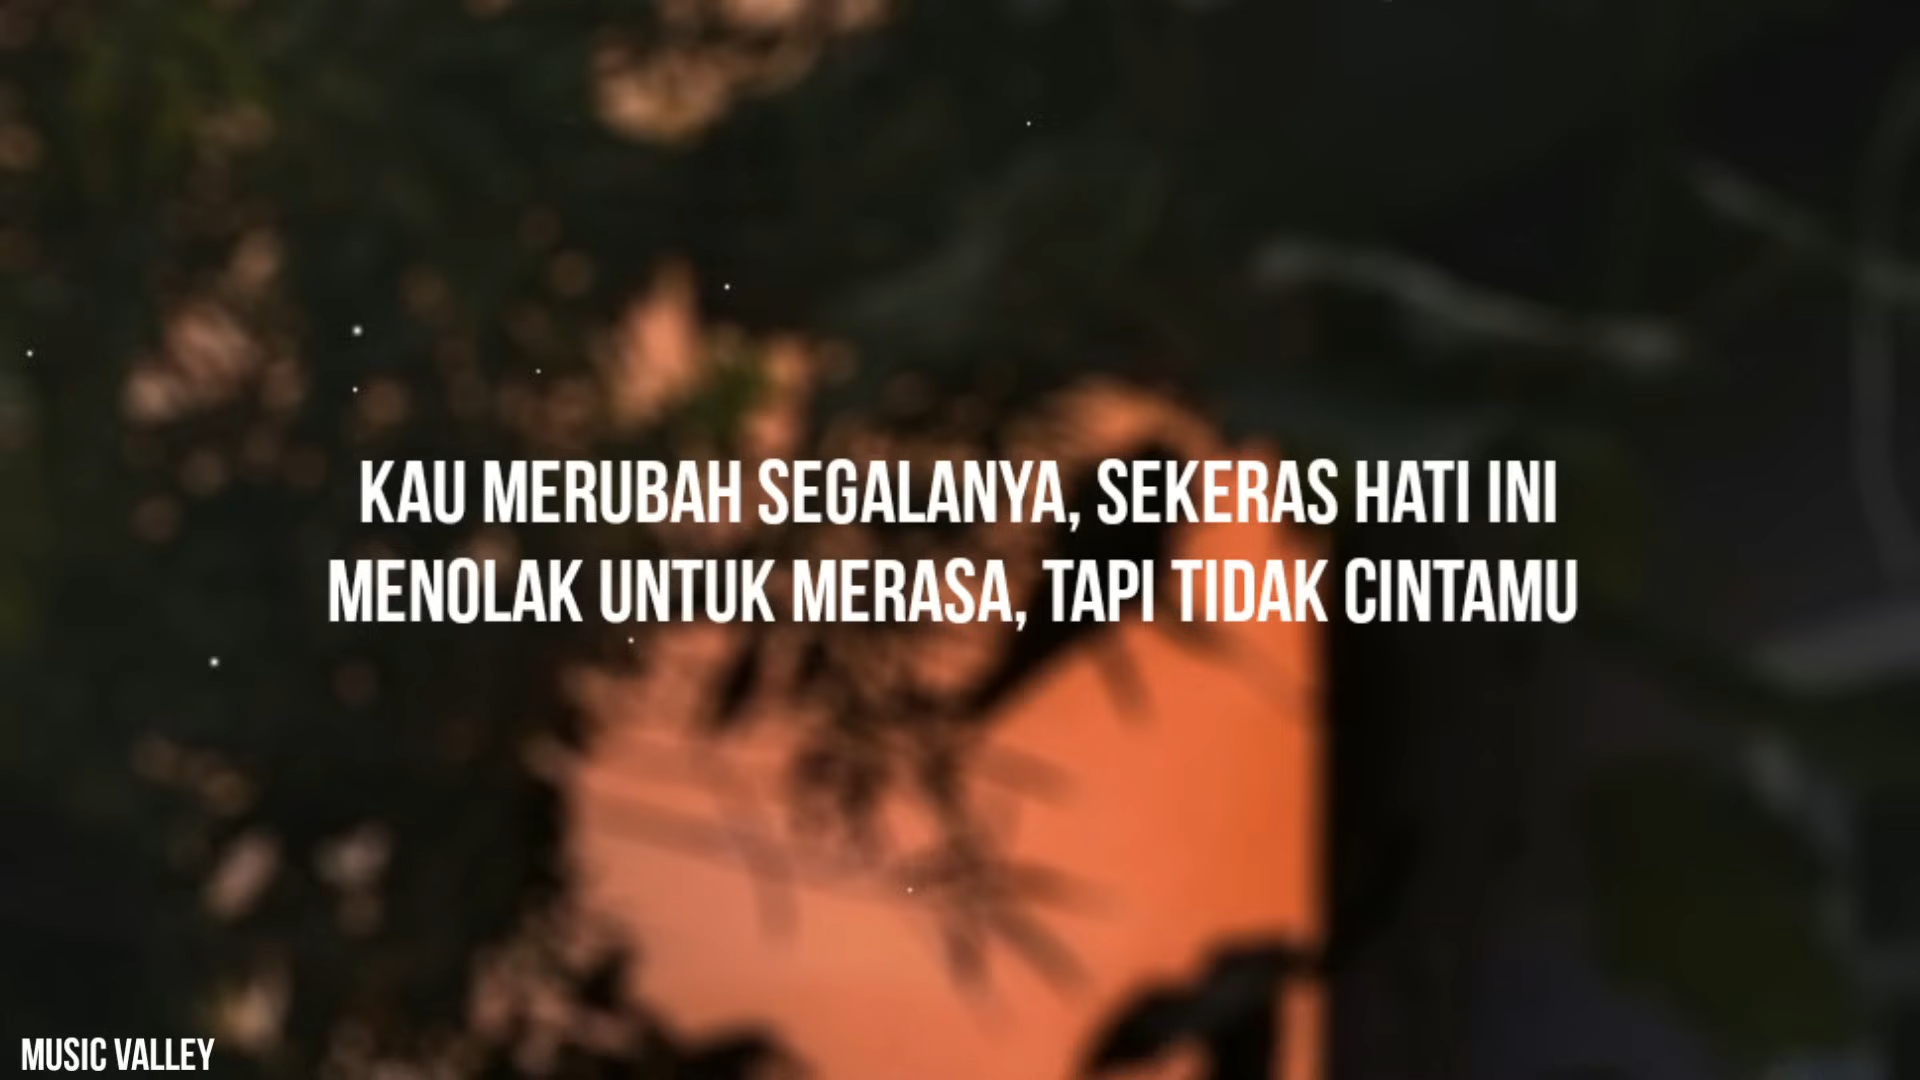 KAU MERUBAH SEGALANYA, SEKERAS HATI INI
MENOLAK UNTUK MERASA, TAPI TIDAK CINTAMU
MUSIC VALLEY